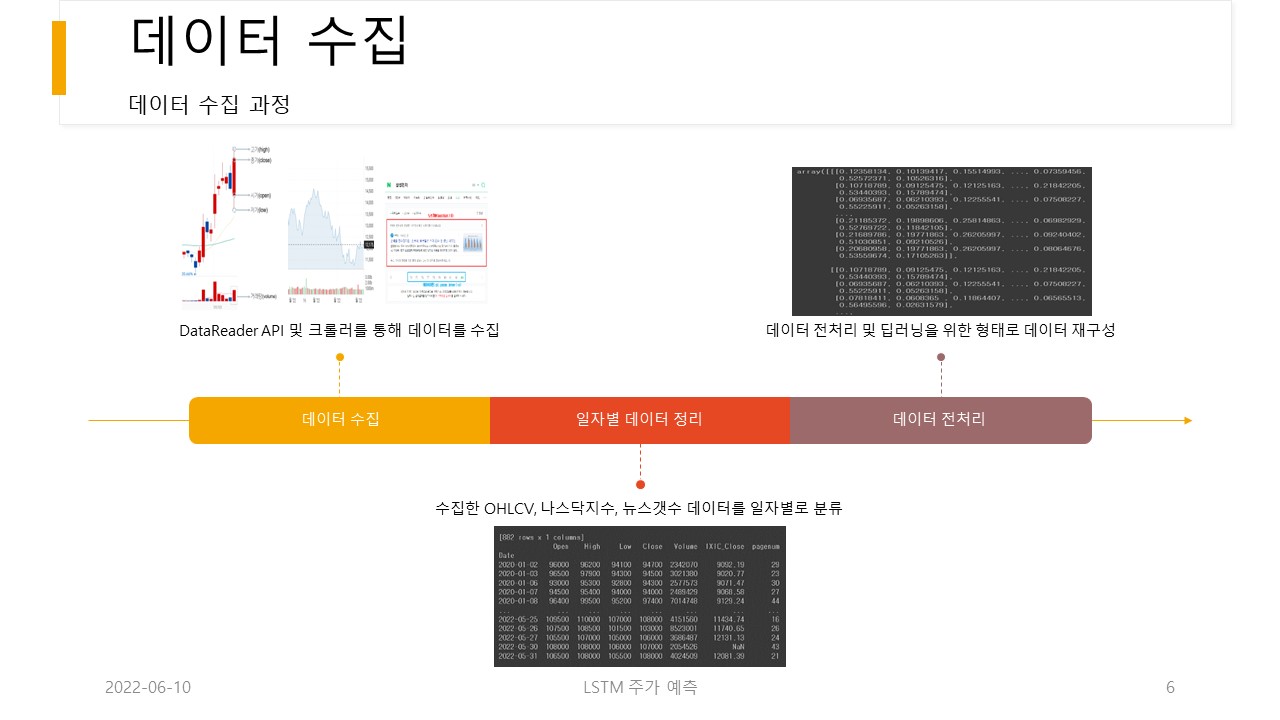 데이터 수집
데이터 수집 과정
DataReader API 및 크롤러를 통해 데이터를 수집
array([[[0.12358134, 0.10139417, 0.15514993, ..., 0.07359456,
0.52572371, 0.10526316],
[0.10718789, 0.09125475, 0.12125163, ..., 0.21842205,
0.53440393, 0.15789474],
[0.06935687, 0.06210393, 0.12255541, ..., 0.07508227,
0.55225911, 0.05263158],
...,
[0.21185372, 0.19898606, 0.25814863, ..., 0.06982929,
0.52769722, 0.11842105],
[0.21689786, 0.19771863, 0.26205997, ..., 0.09240402,
0.51030851, 0.09210526],
[0.20680958, 0.19771863, 0.26205997, ..., 0.08064676,
0.53559674, 0.17105263]],
[[0.10718789, 0.09125475, 0.12125163, ..., 0.21842205,
0.53440393, 0.15789474],
[0.06935687, 0.06210393, 0.12255541, ..., 0.07508227,
0.55225911, 0.05263158],
[0.07818411, 0.0608365 , 0.11864407, ..., 0.06565513,
0.56495596, 0.02631579],
...,
데이터 전처리 및 딥러닝을 위한 형태로 데이터 재구성
데이터 수집
일자별 데이터 정리
데이터 전처리
수집한 OHLCV, 나스닥지수, 뉴스갯수 데이터를 일자별로 분류
[882 rows x 1 columns]
Open High Low Close Volume IXIC_Close pagenum
Date
2020-01-02 96000 96200 94100 94700 2342070 9092.19 29
2020-01-03 96500 97800 94300 94500 3021380 9020.77 23
2020-01-06 93000 95300 92800 94300 2577573 9071.47 30
2020-01-07 94500 95400 94000 94000 2489429 9068.58 27
2020-01-08 96400 99500 95200 97400 7014748 9129.24 44
... ... ... ... ... ... ... ...
2022-05-25 109500 110000 107000 108000 4151560 11434.74 16
2022-05-26 107500 108500 101500 103000 8523001 11740.65 26
2022-05-27 105500 107000 105000 106000 3686487 12131.13 24
2022-05-30 108000 108000 106000 107000 2054526 NaN 43
2022-05-31 106500 108000 105500 108000 4024509 12081.39 21
2022-06-10
LSTM 주가 예측
6